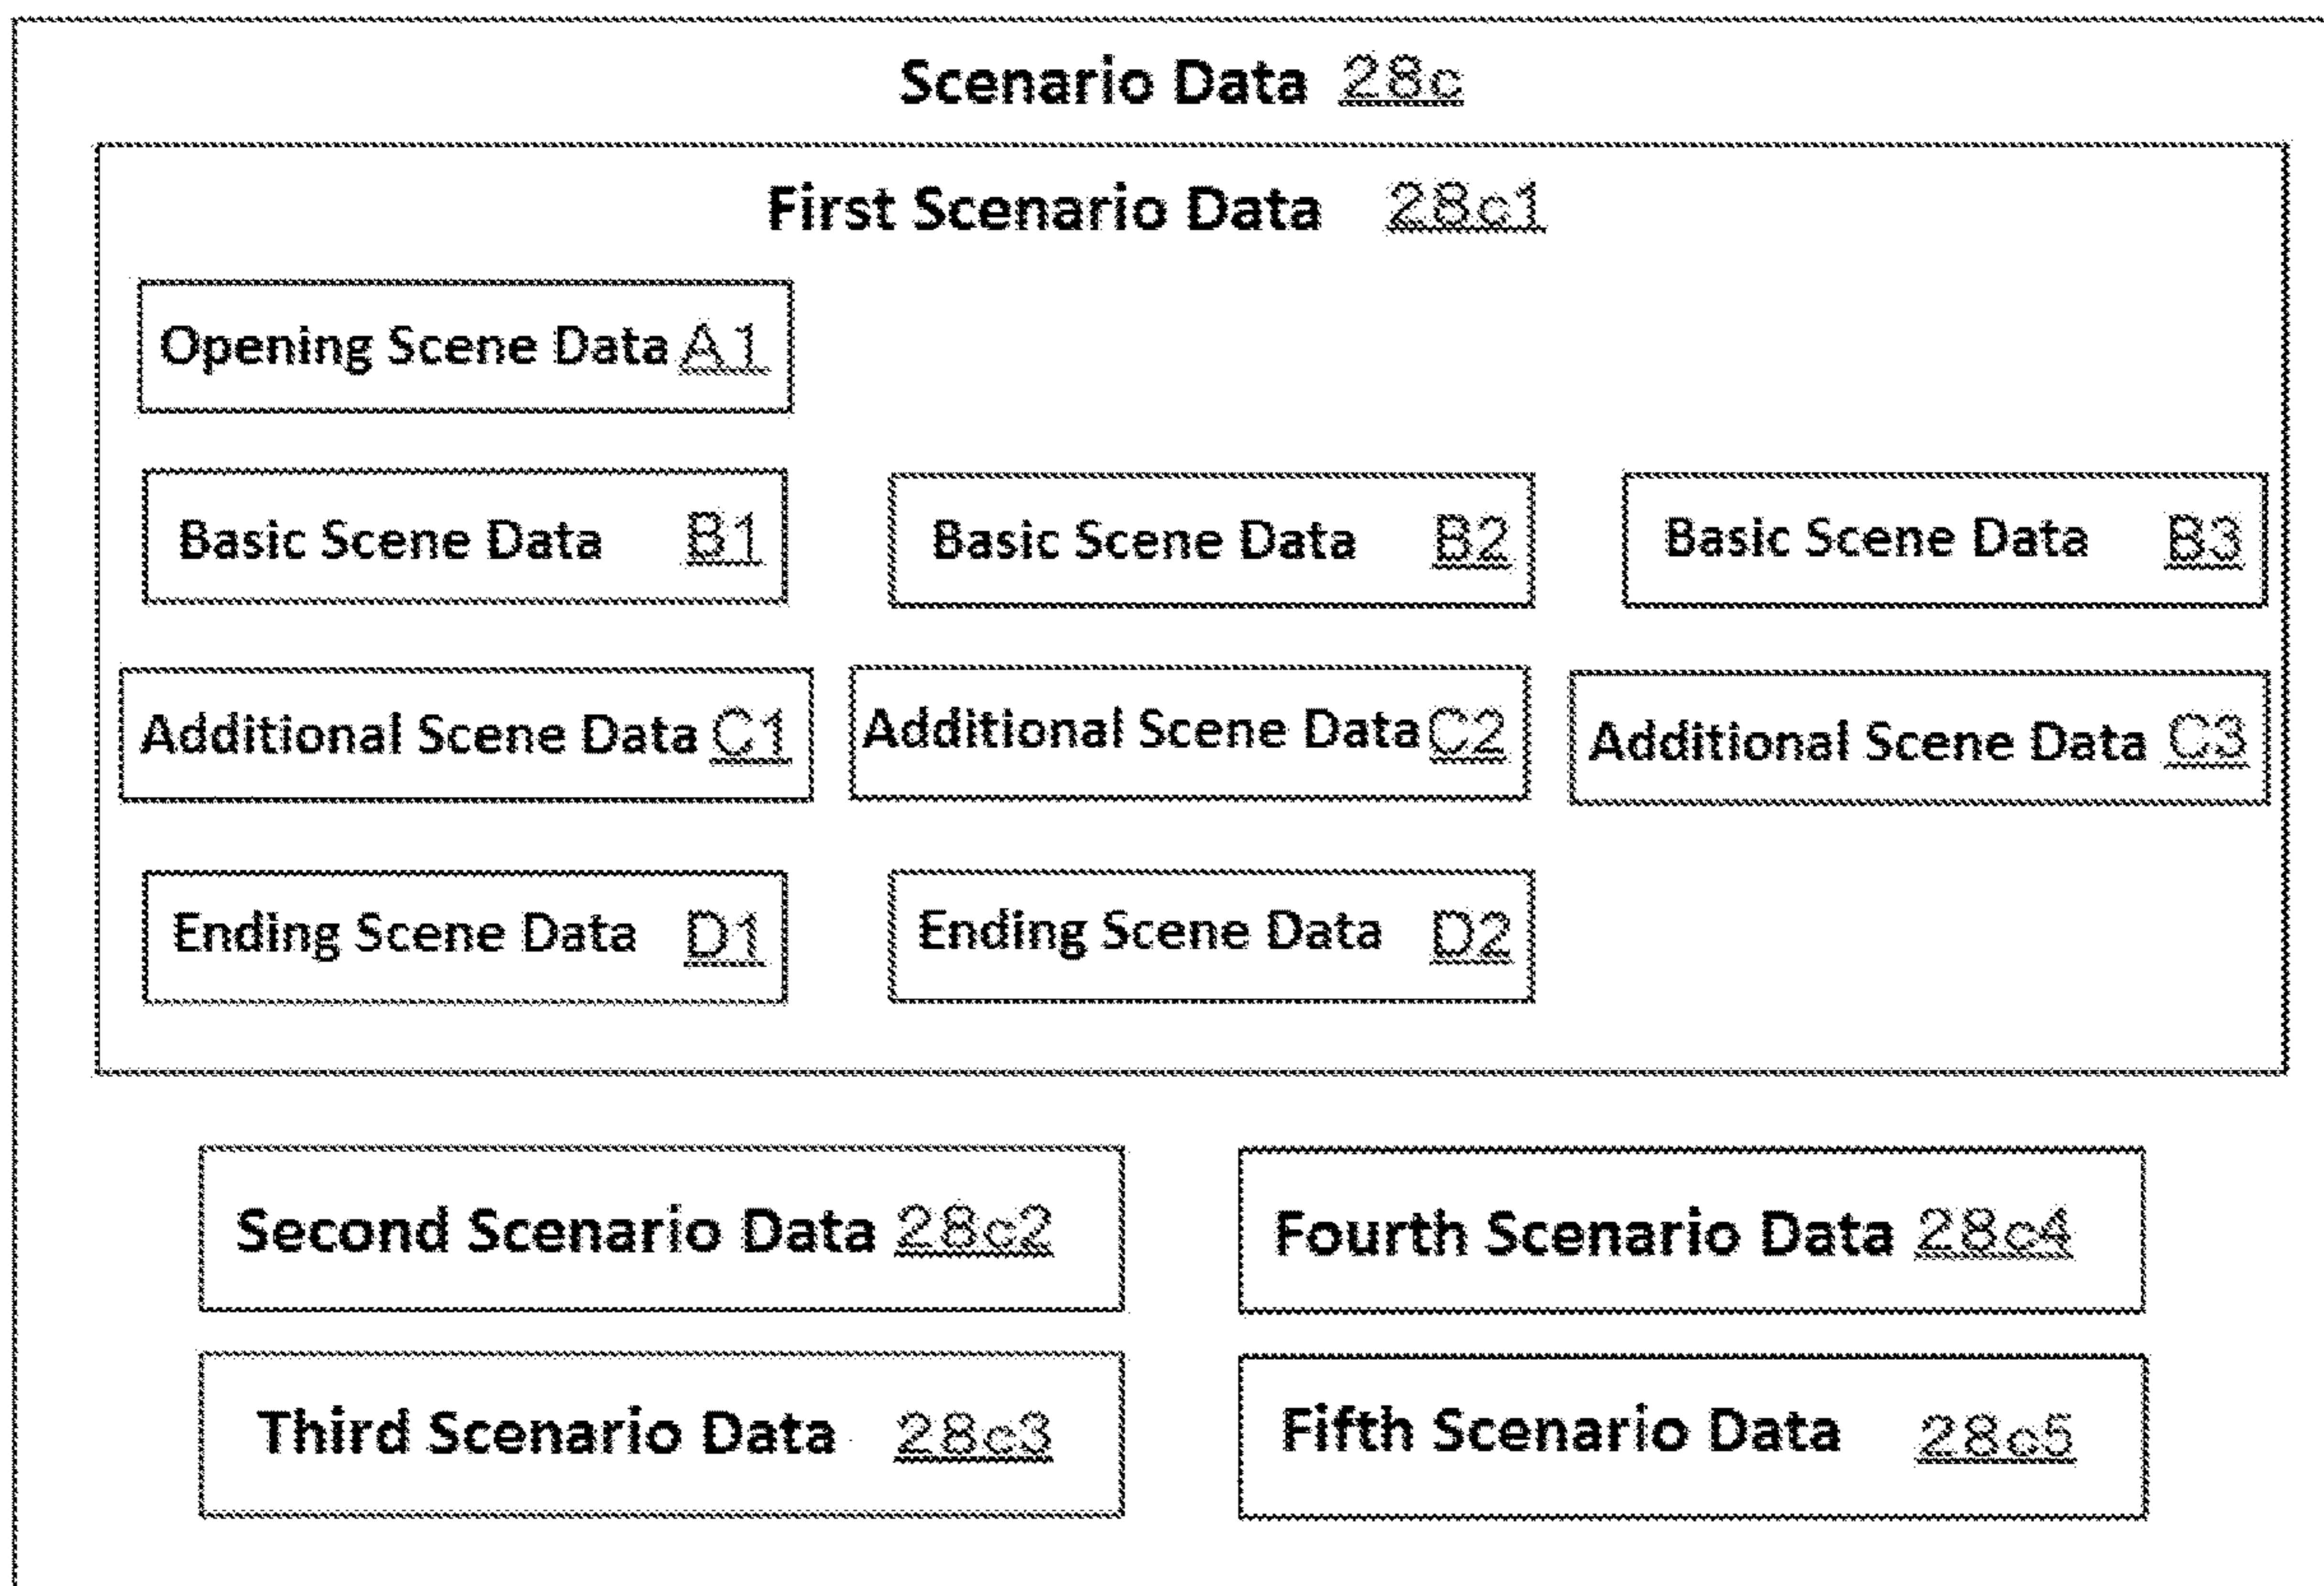 Scenario Data 28c
First Scenario Data 28c1
Opening Scene Data A1
Basic Scene Data B1
Basic Scene Data B2
Basic Scene Data B3
Additional Scene Data C1
Additional Scene Data C2
Additional Scene Data C3
Ending Scene Data D1
Ending Scene Data D2
Second Scenario Data 28c2
Fourth Scenario Data 28c4
Third Scenario Data 28c3
Fifth Scenario Data 28c5